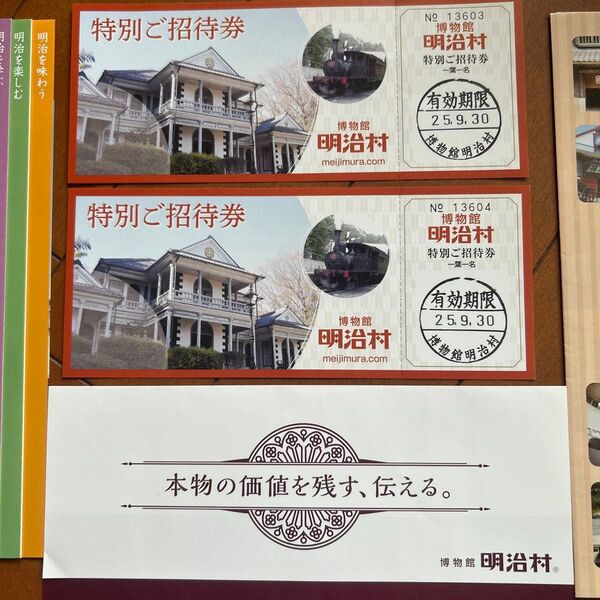 明治を味わう
明治を楽しむ
特別ご招待券
博物館
明治村
meijimura.com
№ 13603
博物館
明治村
特別ご招待券
一葉一名
有効期限
25.9.30
博物館明治村
特別ご招待券
博物館
明治村
meijimura.com
№ 13604
博物館
明治村
特別ご招待券
一葉一名
有効期限
25.9.30
博物館明治村
本物の価値を残す、伝える。
博物館 明治村®